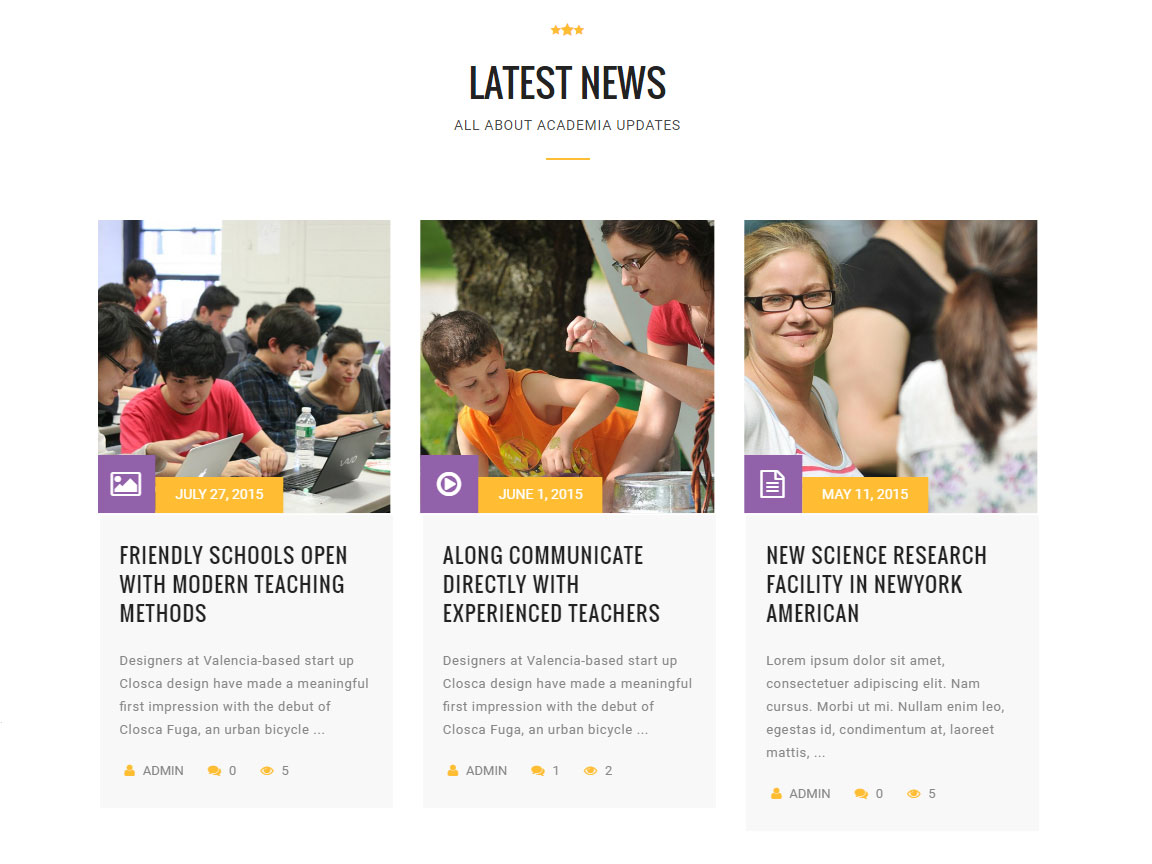 LATEST NEWS
ALL ABOUT ACADEMIA UPDATES
VAIO
JULY 27, 2015
FRIENDLY SCHOOLS OPEN
WITH MODERN TEACHING
METHODS
Designers at Valencia-based start up
Closca design have made a meaningful
first impression with the debut of
Closca Fuga, an urban bicycle ...
ADMIN 0 5
JUNE 1, 2015
ALONG COMMUNICATE
DIRECTLY WITH
EXPERIENCED TEACHERS
Designers at Valencia-based start up
Closca design have made a meaningful
first impression with the debut of
Closca Fuga, an urban bicycle ...
ADMIN 1 2
MAY 11, 2015
NEW SCIENCE RESEARCH
FACILITY IN NEWYORK
AMERICAN
Lorem ipsum dolor sit amet,
consectetuer adipiscing elit. Nam
cursus. Morbi ut mi. Nullam enim leo,
egestas id, condimentum at, laoreet
mattis, ...
ADMIN 0 5